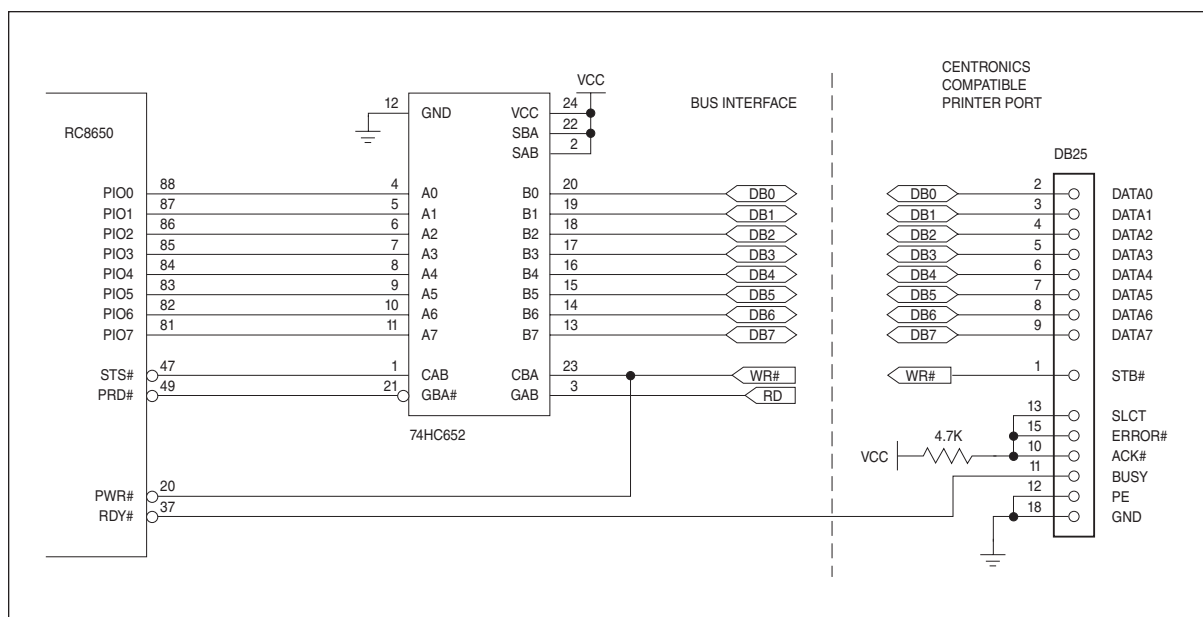 CENTRONICS
COMPATIBLE
PRINTER PORT
BUS INTERFACE
VCC
RC8650
12 GND VCC 24
SBA 22
SAB 2
DB25
PIO0 88 4 A0 B0 20 DB0 DB0 2 DATA0
PIO1 87 5 A1 B1 19 DB1 DB1 3 DATA1
PIO2 86 6 A2 B2 18 DB2 DB2 4 DATA2
PIO3 85 7 A3 B3 17 DB3 DB3 5 DATA3
PIO4 84 8 A4 B4 16 DB4 DB4 6 DATA4
PIO5 83 9 A5 B5 15 DB5 DB5 7 DATA5
PIO6 82 10 A6 B6 14 DB6 DB6 8 DATA6
PIO7 81 11 A7 B7 13 DB7 DB7 9 DATA7
STS# 47 1 CAB CBA 23 WR# WR# 1 STB#
PRD# 49 21 GBA# GAB 3 RD
74HC652
13 SLCT
4.7K 15 ERROR#
VCC 10 ACK#
11 BUSY
PWR# 20 12 PE
RDY# 37 18 GND